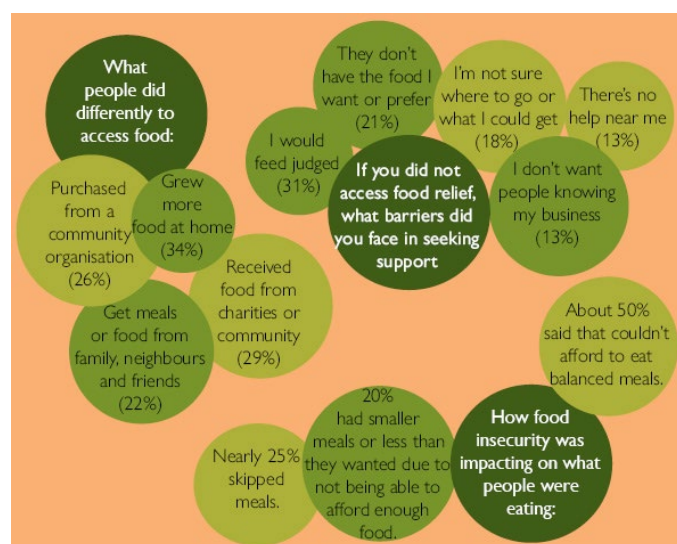 What
people did
differently to
access food:
Purchased
from a
community
organisation
(26%)
Grew
more
food at home
(34%)
Received
food from
charities or
community
(29%)
Get meals
or food from
family, neighbours
and friends
(22%)
They don't
have the food I
want or prefer
(21%)
I'm not sure
where to go or
what I could get
(18%)
There's no
help near me
(13%)
I would
feed judged
(31%)
If you did not
access food relief,
what barriers did
you face in seeking
support
I don't want
people knowing
my business
(13%)
About 50%
said that couldn't
afford to eat
balanced meals.
How food
insecurity was
impacting on what
people were
eating:
20%
had smaller
meals or less than
they wanted due to
not being able to
afford enough
food.
Nearly 25%
skipped
meals.